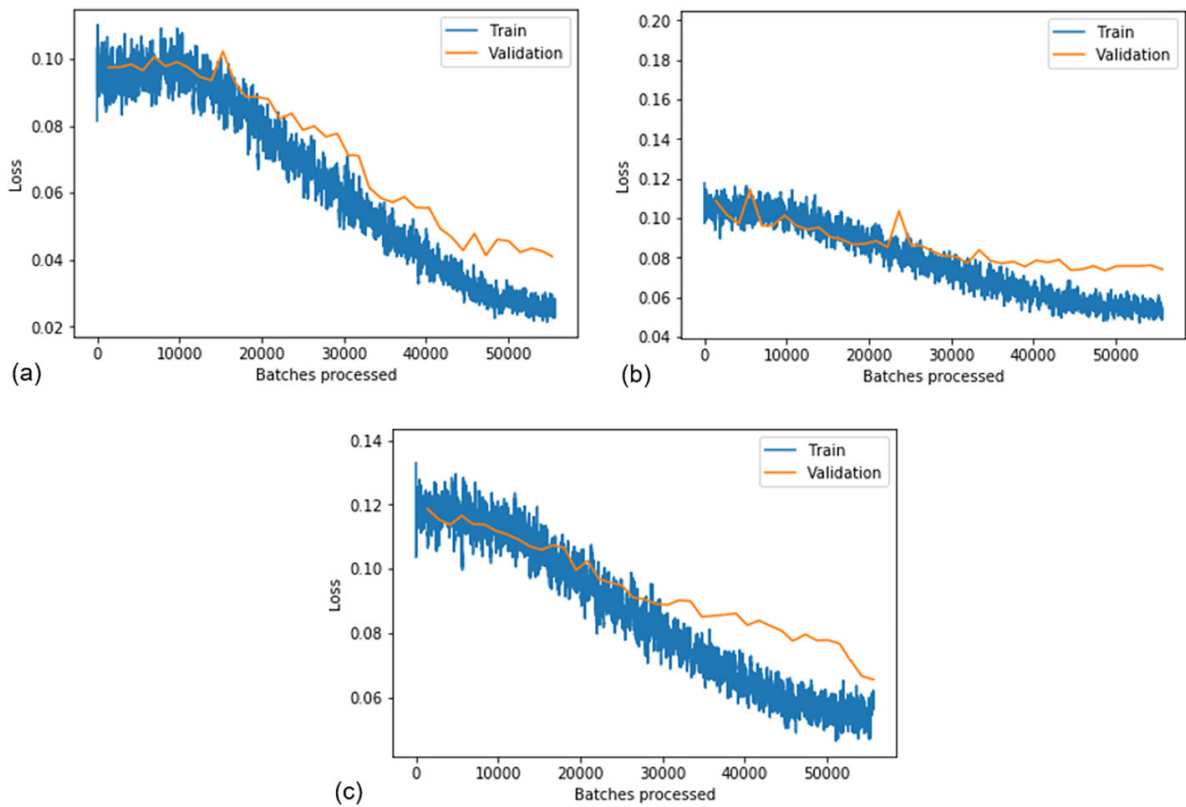 Train
Validation
0.10
0.08
0.06
0.04
0.02
Loss
0 10000 20000 30000 40000 50000
Batches processed
(a)
Train
Validation
0.20
0.18
0.16
0.14
0.12
0.10
0.08
0.06
0.04
Loss
0 10000 20000 30000 40000 50000
Batches processed
(b)
Train
Validation
0.14
0.12
0.10
0.08
0.06
Loss
0 10000 20000 30000 40000 50000
Batches processed
(c)